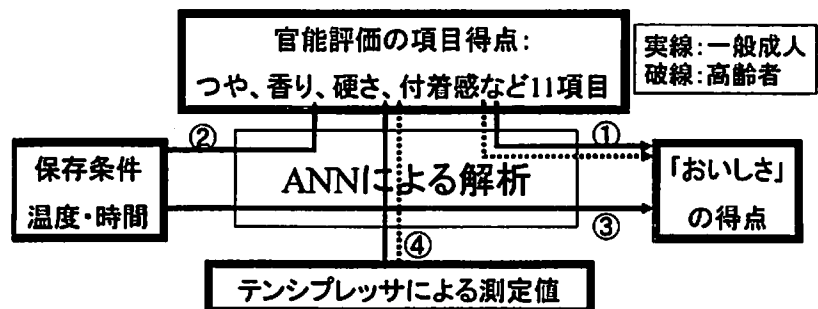 官能評価の項目得点:
つや、香り、硬さ、付着感など11項目
実線:一般成人
破線:高齢者
②
①
保存条件
温度・時間
ANNによる解析
「おいしさ」
の得点
③
④
テンシプレッサによる測定値